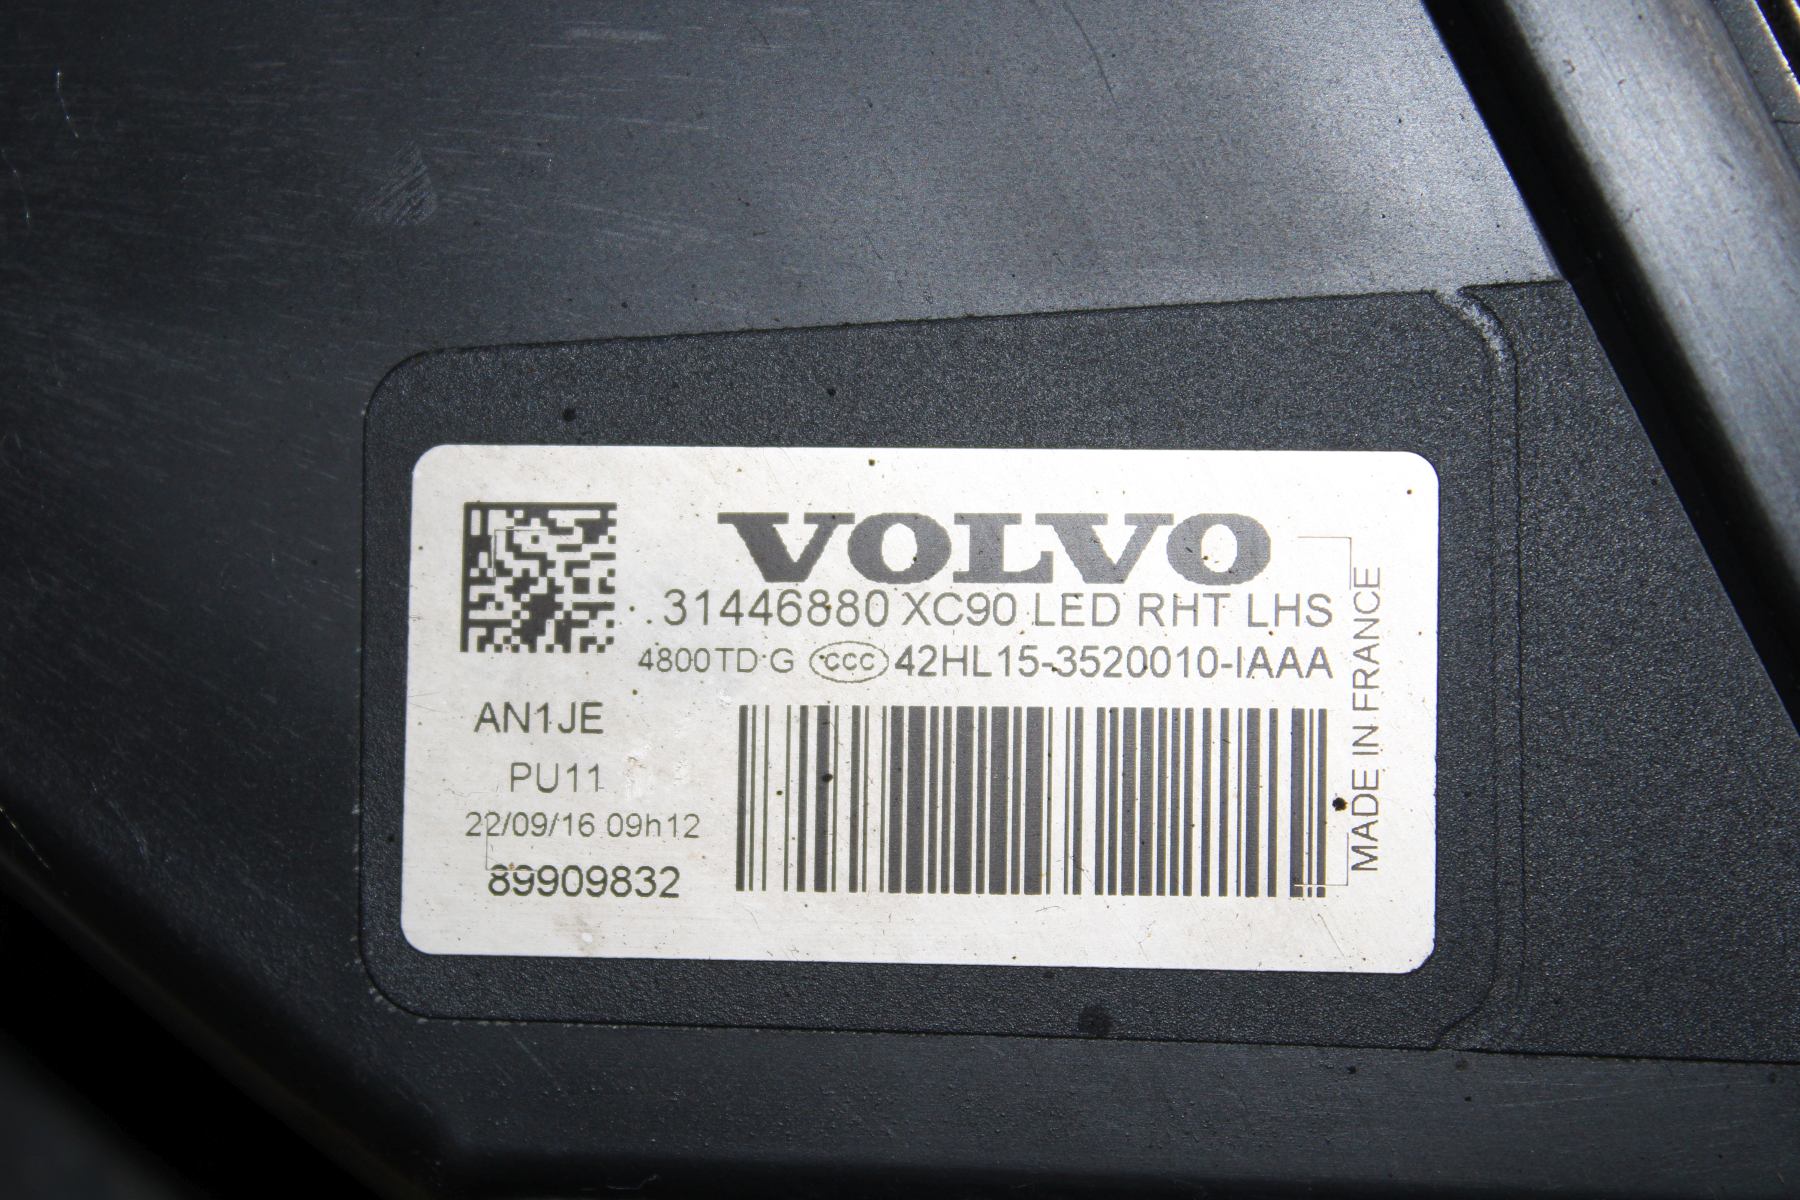 VOLVO
31446880 XC90 LED RHT LHS
4800TD G CCC 42HL15-3520010-IAAA
AN1JE
PU11
22/09/16 09h12
89909832
MADE IN FRANCE